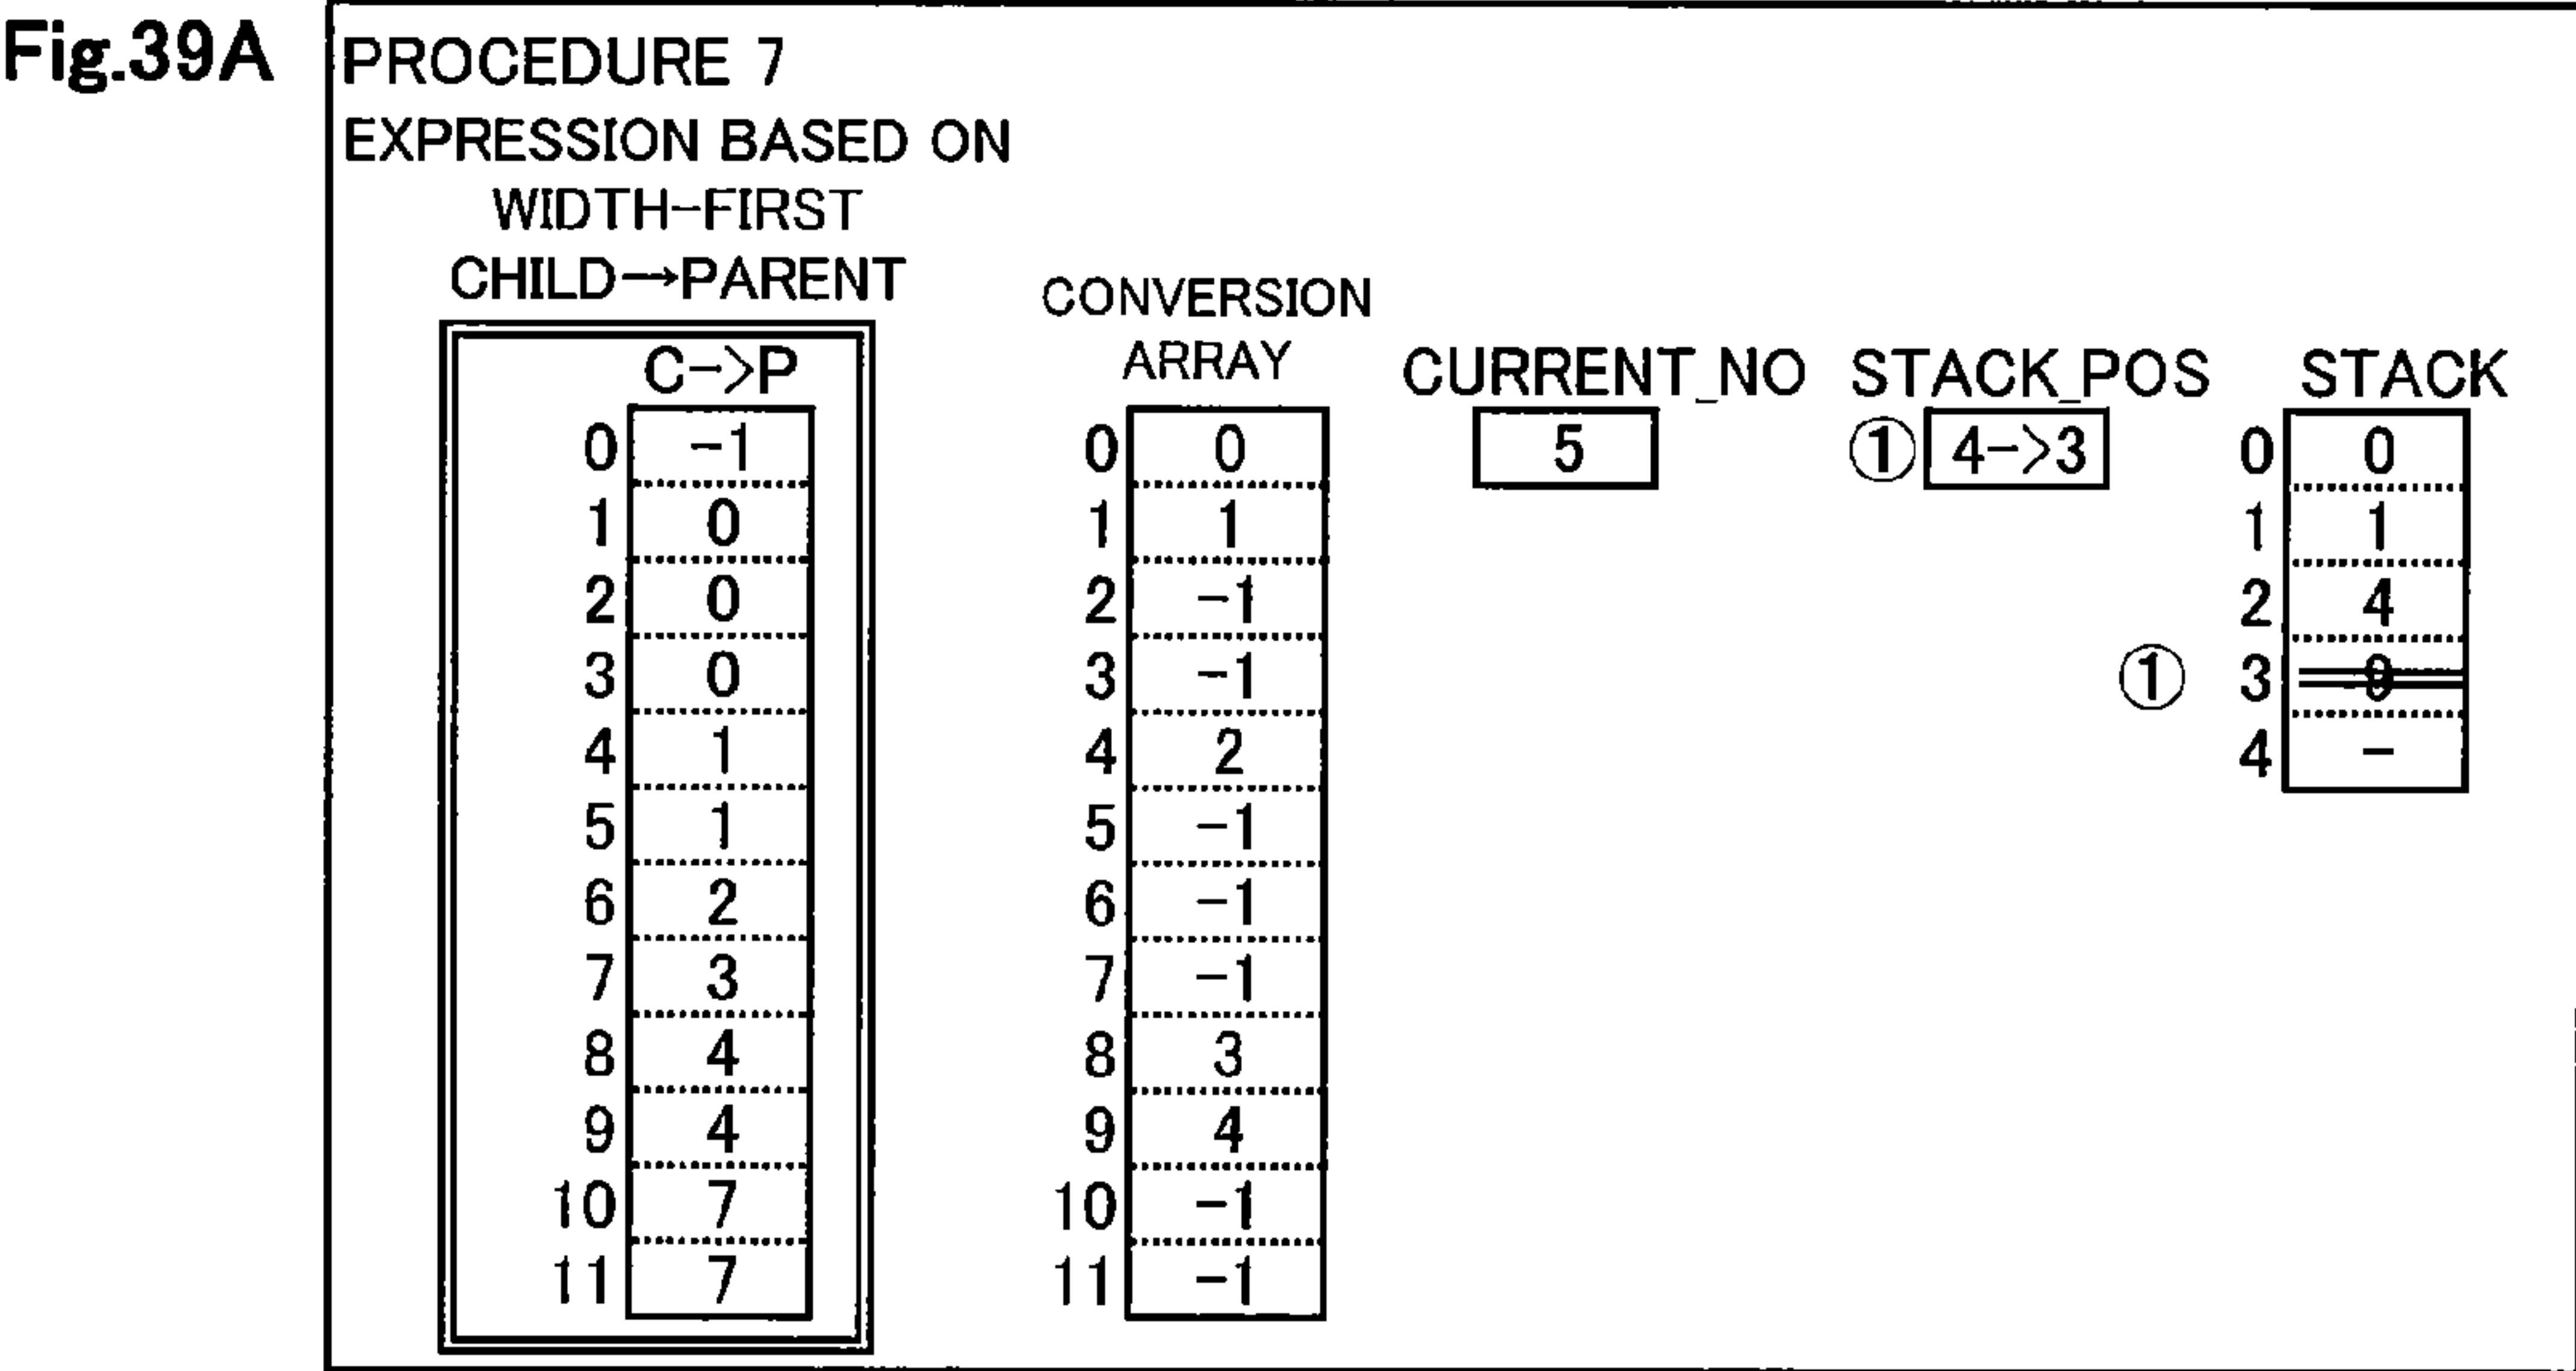 Fig.39A
PROCEDURE 7
EXPRESSION BASED ON
WIDTH-FIRST
CHILD→PARENT
C->P
0 -1
1 0
2 0
3 0
4 1
5 1
6 2
7 3
8 4
9 4
10 7
11 7
CONVERSION
ARRAY
0 0
1 1
2 -1
3 -1
4 2
5 -1
6 -1
7 -1
8 3
9 4
10 -1
11 -1
CURRENT_NO
5
STACK_POS
① 4->3
STACK
0 0
1 1
2 4
① 3 9
4 -